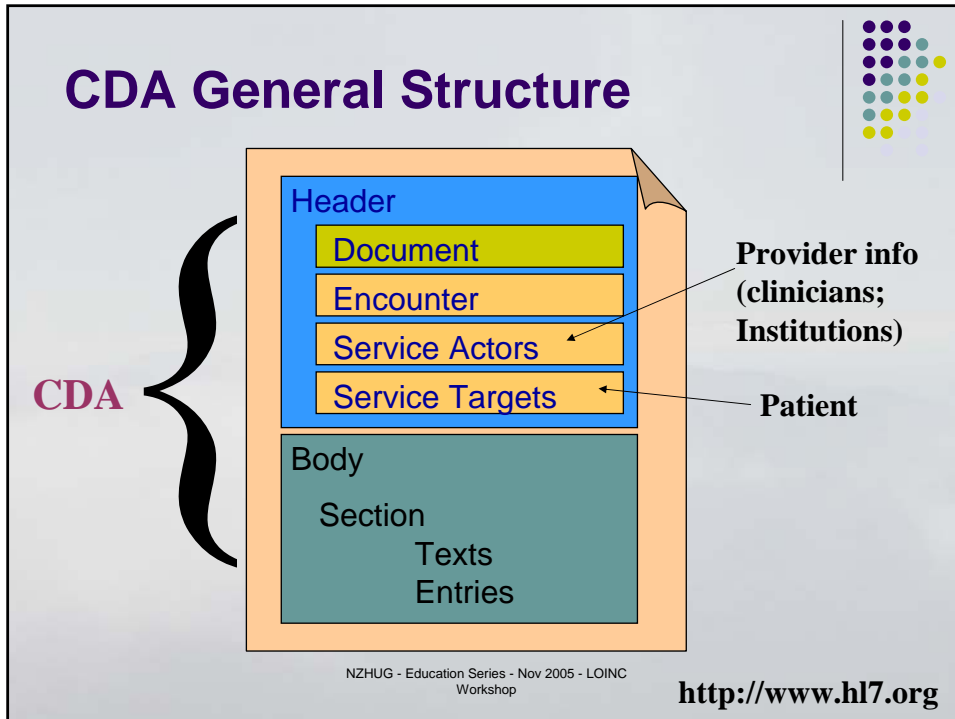 CDA General Structure
Header
Document
Encounter
Service Actors
Service Targets
Provider info
(clinicians;
Institutions)
Patient
CDA
Body
Section
Texts
Entries
NZHUG - Education Series - Nov 2005 - LOINC
Workshop
http://www.hl7.org